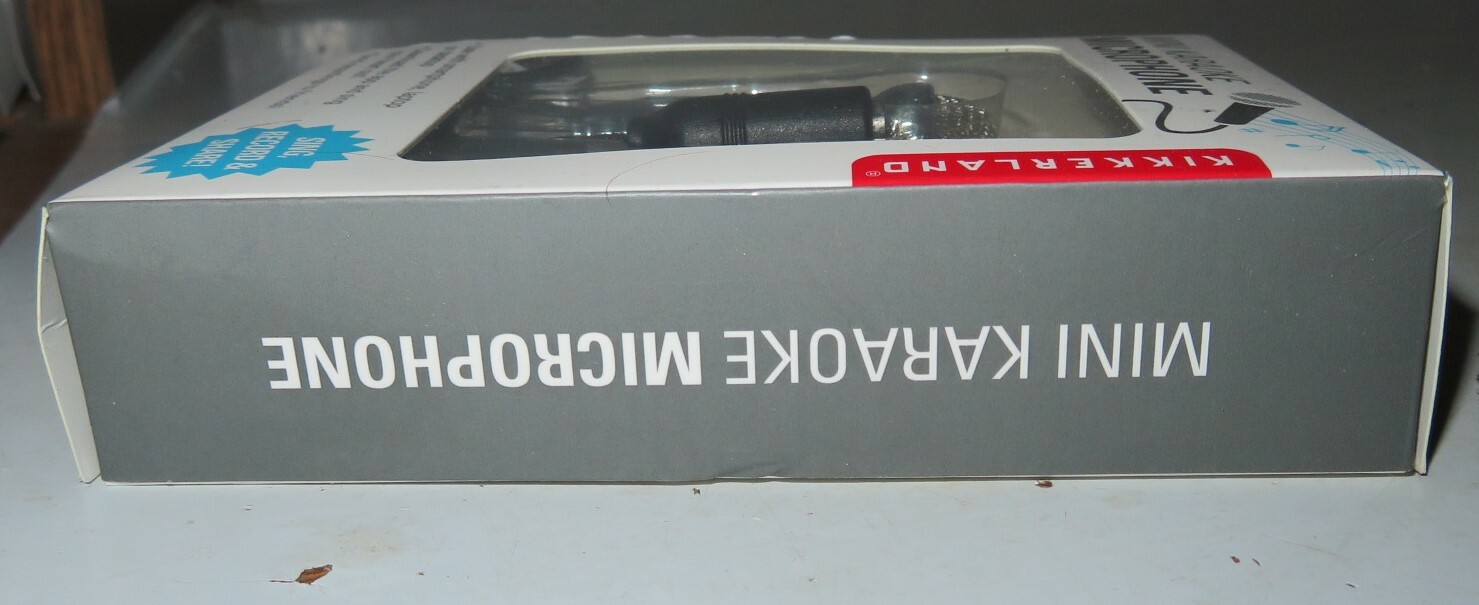 MINI KARAOKE MICROPHONE
KIKKERLAND®
MICROPHONE
SING
RECORD &
SHARE!